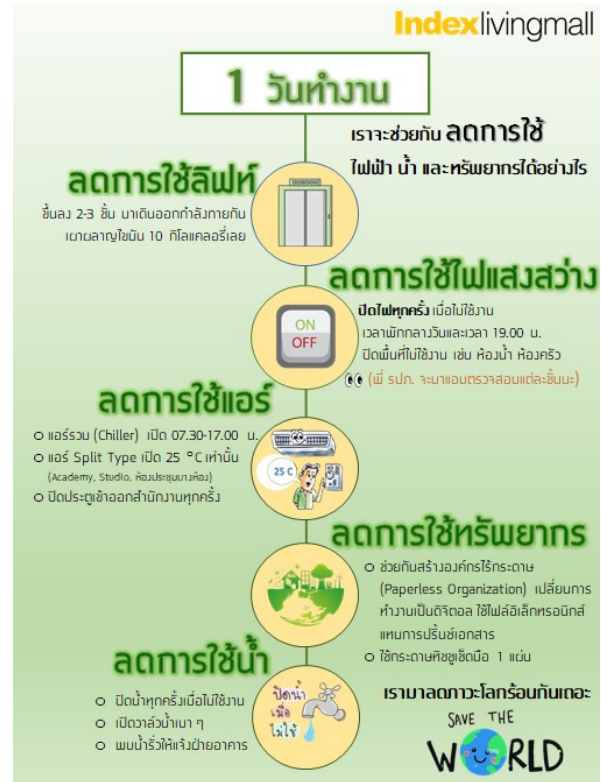 Indexlivingmall
1 วันทำงาน
เราจะช่วยกัน ลดการใช้
ไฟฟ้า น้ำ และทรัพยากรได้อย่างไร
ลดการใช้ลิฟท์
ขึ้นลง 2-3 ชั้น มาเดินออกกำลังกายกัน
เผาผลาญไขมัน 10 กิโลแคลอรี่เลย
ลดการใช้ไฟแสงสว่าง
ON
OFF
ปิดไฟทุกครั้ง เมื่อไม่ใช้งาน
เวลาพักกลางวันและเวลา 19.00 น.
ปิดพื้นที่ไม่ใช้งาน เช่น ห้องน้ำ ห้องครัว
(พี่ รปภ. จะมาแอบตรวจสอบแต่ละชั้นนะ)
ลดการใช้แอร์
แอร์รวม (Chiller) เปิด 07.30-17.00 น.
แอร์ Split Type เปิด 25 °C เท่านั้น
(Academy, Studio, ห้องประชุมบางห้อง)
ปิดประตูเข้าออกสำนักงานทุกครั้ง
25 C
ลดการใช้ทรัพยากร
ช่วยกันสร้างองค์กรไร้กระดาษ
(Paperless Organization) เปลี่ยนการ
ทำงานเป็นดิจิตอล ใช้ไฟล์อิเล็กทรอนิกส์
แทนการปริ้นซ์เอกสาร
ใช้กระดาษทิชชูเช็ดมือ 1 แผ่น
ลดการใช้น้ำ
ปิดน้ำทุกครั้งเมื่อไม่ใช้งาน
เปิดวาล์วน้ำเบา ๆ
พบน้ำรั่วให้แจ้งฝ่ายอาคาร
ปิดน้ำ
เมื่อ
ไม่ใช้
เรามาลดภาวะโลกร้อนกันเถอะ
SAVE THE
WORLD